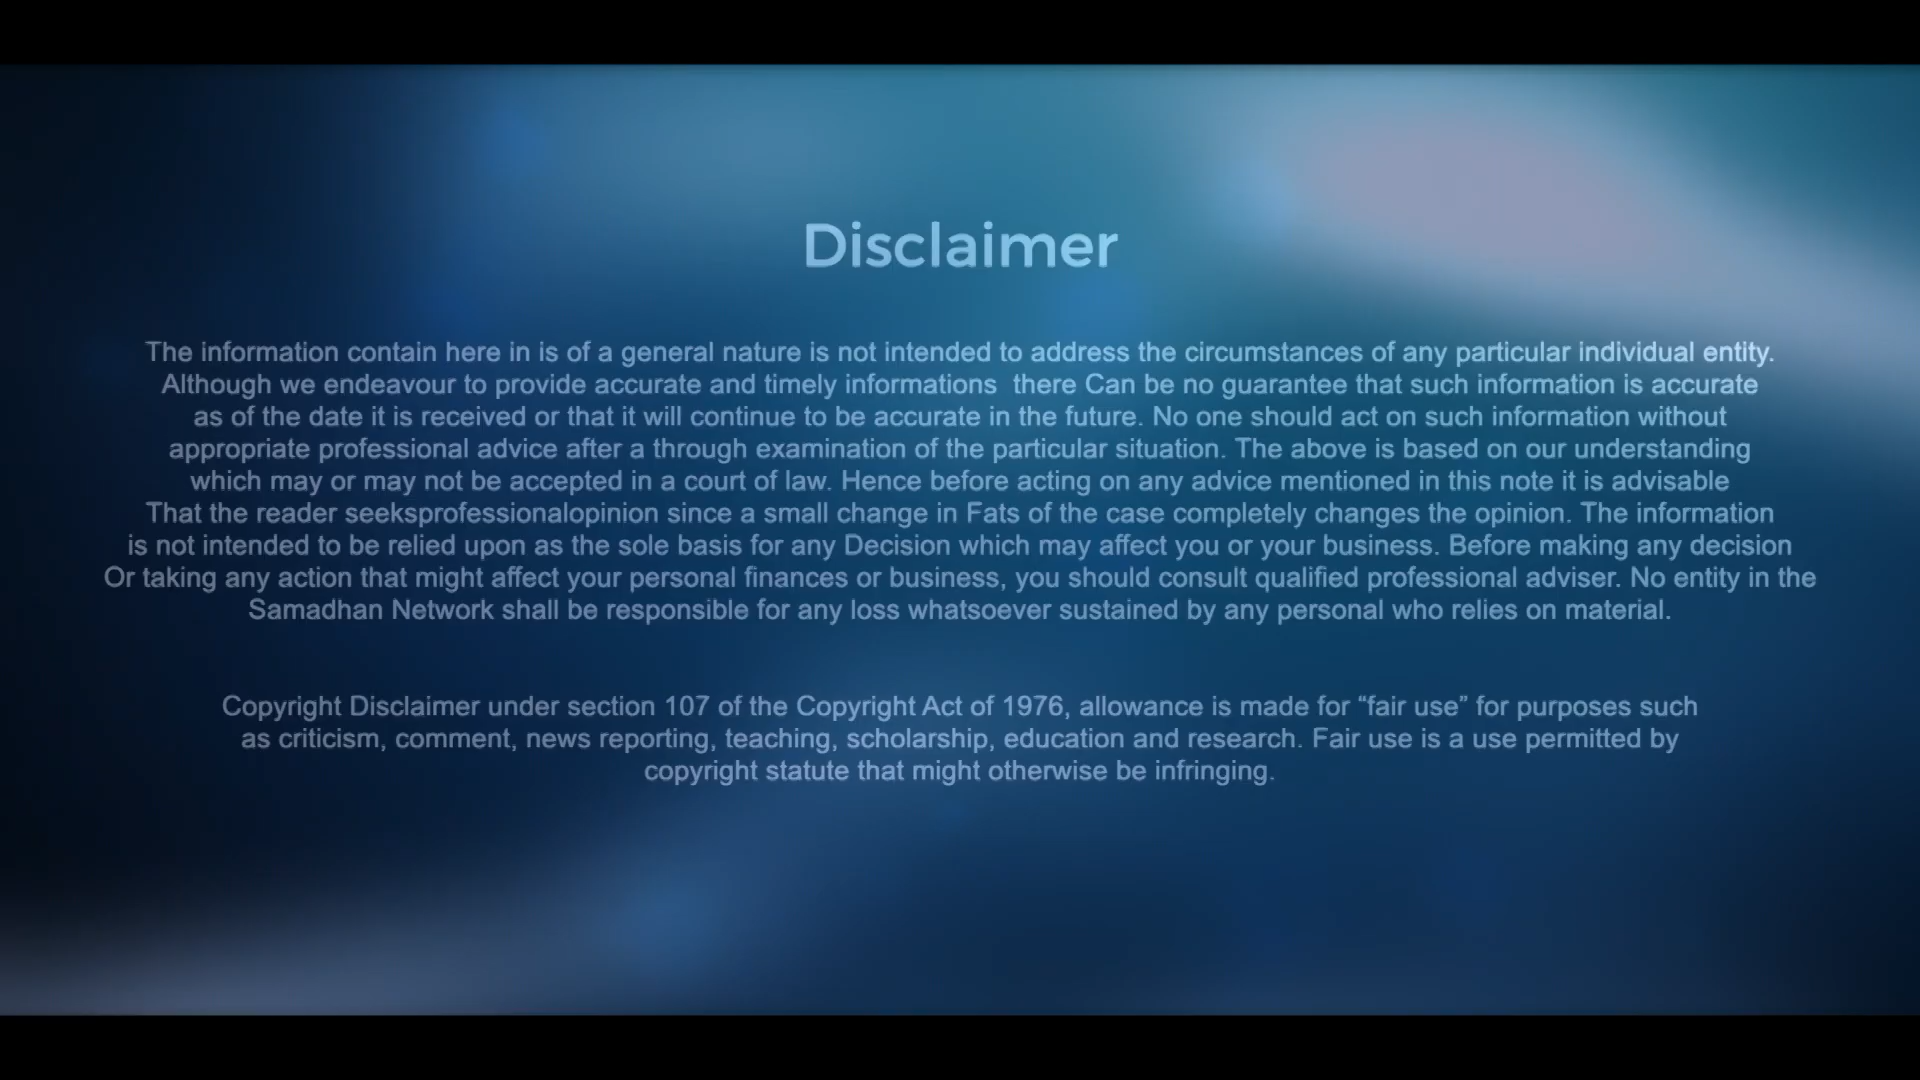 Disclaimer
The information contain here in is of a general nature is not intended to address the circumstances of any particular individual entity.
Although we endeavour to provide accurate and timely informations  there Can be no guarantee that such information is accurate
as of the date it is received or that it will continue to be accurate in the future. No one should act on such information without
appropriate professional advice after a through examination of the particular situation. The above is based on our understanding
which may or may not be accepted in a court of law. Hence before acting on any advice mentioned in this note it is advisable
That the reader seeksprofessionalopinion since a small change in Fats of the case completely changes the opinion. The information
is not intended to be relied upon as the sole basis for any Decision which may affect you or your business. Before making any decision
Or taking any action that might affect your personal finances or business, you should consult qualified professional adviser. No entity in the
Samadhan Network shall be responsible for any loss whatsoever sustained by any personal who relies on material.
Copyright Disclaimer under section 107 of the Copyright Act of 1976, allowance is made for “fair use” for purposes such
as criticism, comment, news reporting, teaching, scholarship, education and research. Fair use is a use permitted by
copyright statute that might otherwise be infringing.